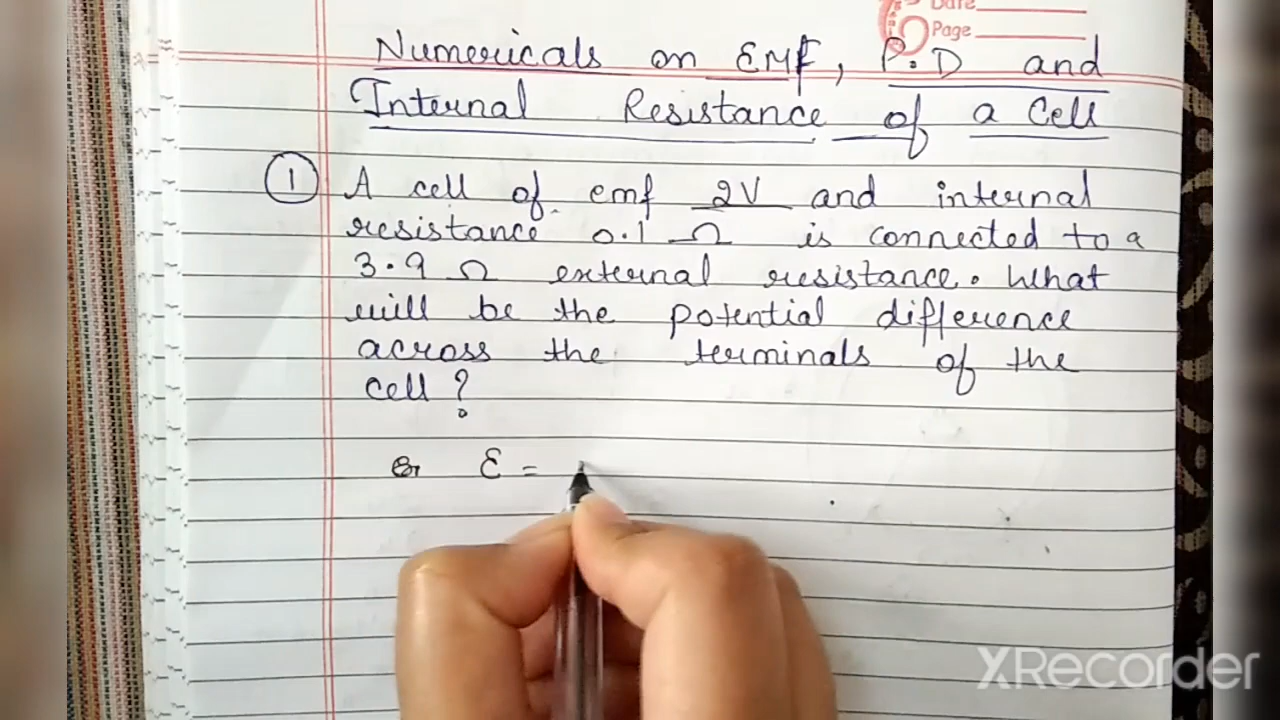 Date
Page
Numericals on EMF, P.D and
Internal Resistance of a Cell
1 A cell of emf 2V and internal
resistance 0.1 Ω is connected to a
3.9 Ω external resistance. What
will be the potential difference
across the terminals of the
cell ?
ε =
XRecorder